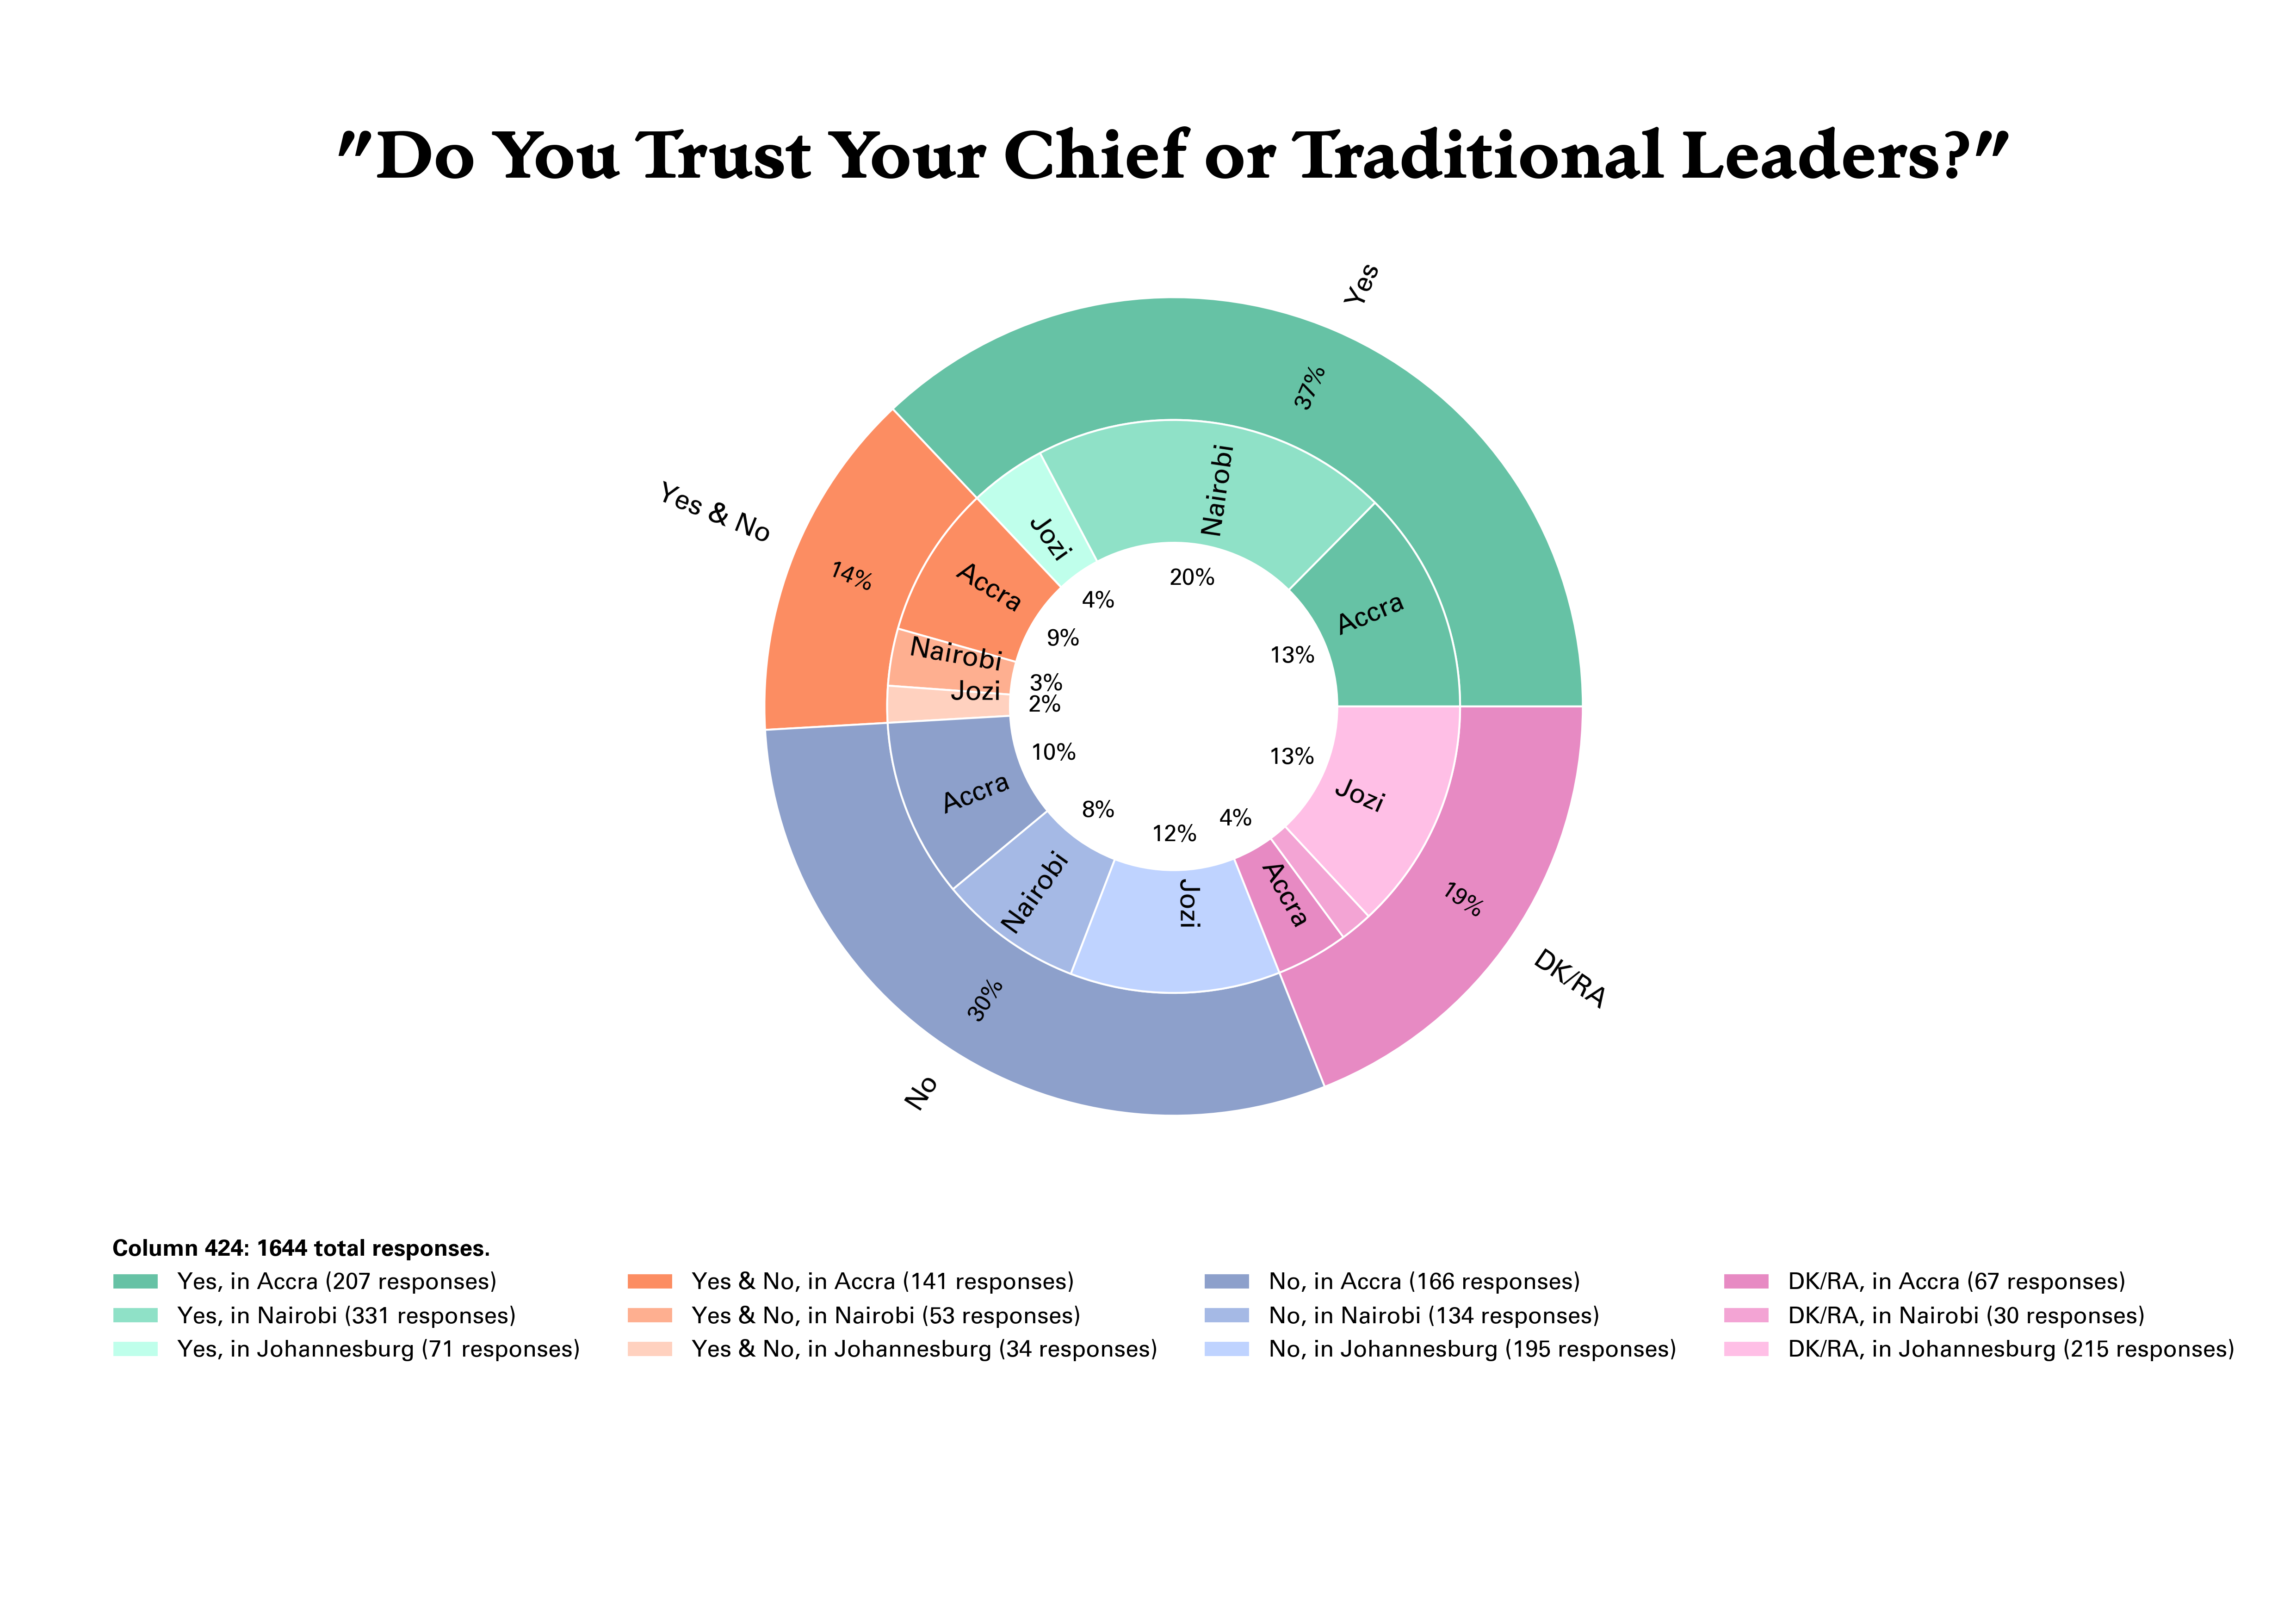 "Do You Trust Your Chief or Traditional Leaders?"
Yes
37%
Nairobi
Jozi
Accra
20%
4%
13%
Yes & No
14%
Accra
9%
Nairobi
3%
Jozi
2%
Accra
10%
Nairobi
8%
Jozi
12%
30%
No
Accra
4%
Jozi
13%
19%
DK/RA
Column 424: 1644 total responses.
Yes, in Accra (207 responses)
Yes, in Nairobi (331 responses)
Yes, in Johannesburg (71 responses)
Yes & No, in Accra (141 responses)
Yes & No, in Nairobi (53 responses)
Yes & No, in Johannesburg (34 responses)
No, in Accra (166 responses)
No, in Nairobi (134 responses)
No, in Johannesburg (195 responses)
DK/RA, in Accra (67 responses)
DK/RA, in Nairobi (30 responses)
DK/RA, in Johannesburg (215 responses)